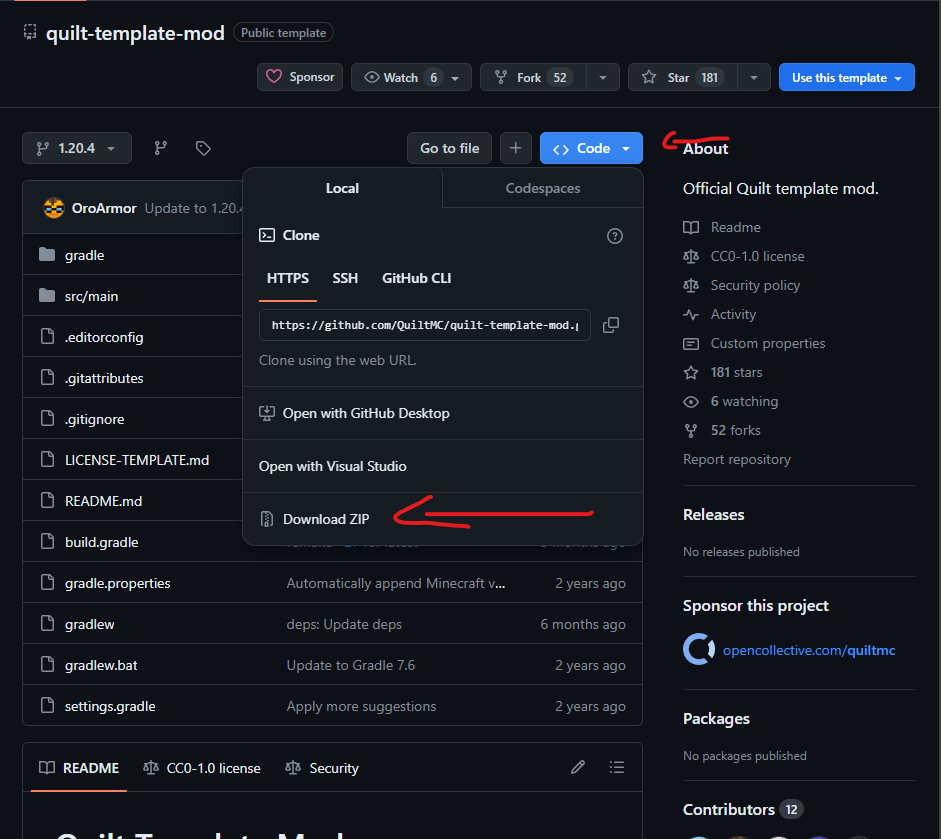 quilt-template-mod Public template
Sponsor Watch 6 Fork 52 Star 181 Use this template
1.20.4 Go to file Code
Local Codespaces
OroArmor Update to 1.20.4
Clone
HTTPS SSH GitHub CLI
https://github.com/QuiltMC/quilt-template-mod.g
Clone using the web URL.
Open with GitHub Desktop
Open with Visual Studio
Download ZIP
gradle
src/main
.editorconfig
.gitattributes
.gitignore
LICENSE-TEMPLATE.md
README.md
build.gradle months ago
gradle.properties Automatically append Minecraft v... 2 years ago
gradlew deps: Update deps 6 months ago
gradlew.bat Update to Gradle 7.6 2 years ago
settings.gradle Apply more suggestions 2 years ago
README CC0-1.0 license Security
Quilt Template Mod
About
Official Quilt template mod.
Readme
CC0-1.0 license
Security policy
Activity
Custom properties
181 stars
6 watching
52 forks
Report repository
Releases
No releases published
Sponsor this project
opencollective.com/quiltmc
Packages
No packages published
Contributors 12